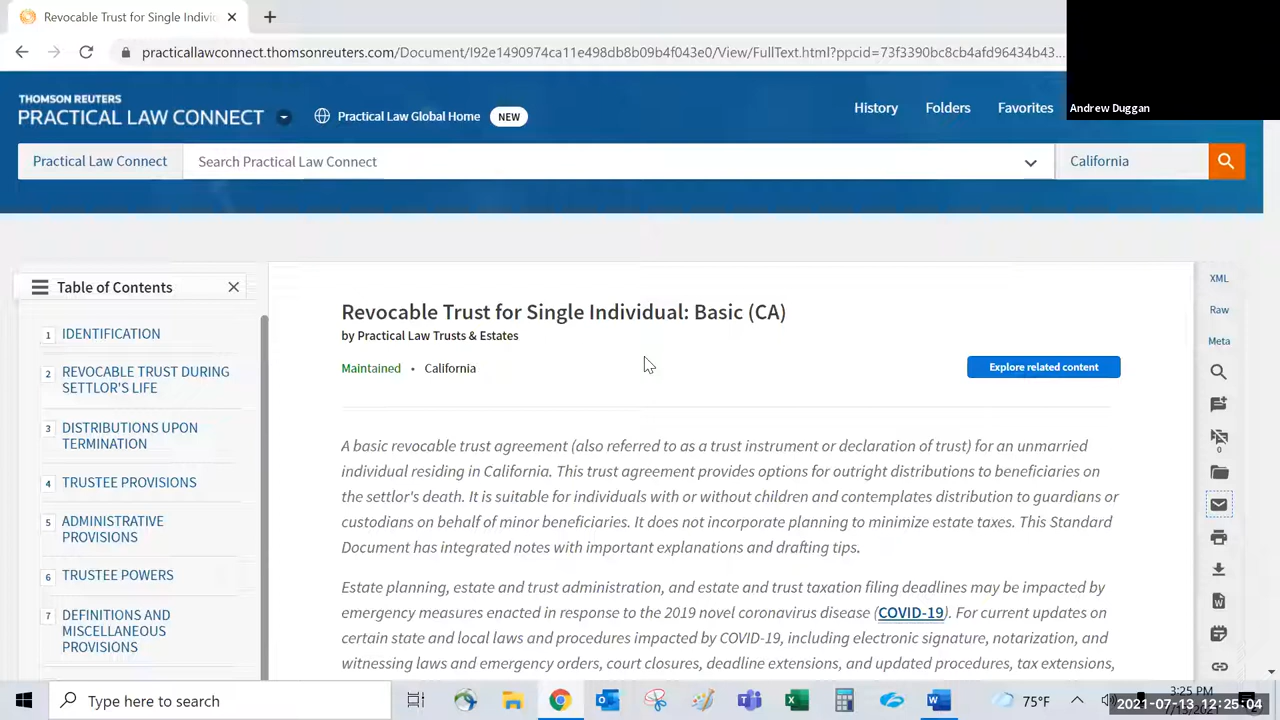 Revocable Trust for Single Individ
practicallawconnect.thomsonreuters.com/Document/I92e1490974ca11e498db8b09b4f043e0/View/FullText.html?ppcid=73f3390bc8cb4afd96434b43...
Andrew Duggan
THOMSON REUTERS
PRACTICAL LAW CONNECT
Practical Law Global Home NEW
History Folders Favorites
Practical Law Connect Search Practical Law Connect California
Table of Contents
1 IDENTIFICATION
2 REVOCABLE TRUST DURING
SETTLOR'S LIFE
3 DISTRIBUTIONS UPON
TERMINATION
4 TRUSTEE PROVISIONS
5 ADMINISTRATIVE
PROVISIONS
6 TRUSTEE POWERS
7 DEFINITIONS AND
MISCELLANEOUS
PROVISIONS
Revocable Trust for Single Individual: Basic (CA)
by Practical Law Trusts & Estates
Maintained • California
Explore related content
A basic revocable trust agreement (also referred to as a trust instrument or declaration of trust) for an unmarried
individual residing in California. This trust agreement provides options for outright distributions to beneficiaries on
the settlor's death. It is suitable for individuals with or without children and contemplates distribution to guardians or
custodians on behalf of minor beneficiaries. It does not incorporate planning to minimize estate taxes. This Standard
Document has integrated notes with important explanations and drafting tips.
Estate planning, estate and trust administration, and estate and trust taxation filing deadlines may be impacted by
emergency measures enacted in response to the 2019 novel coronavirus disease (COVID-19). For current updates on
certain state and local laws and procedures impacted by COVID-19, including electronic signature, notarization, and
witnessing laws and emergency orders, court closures, deadline extensions, and updated procedures, tax extensions,
XML
Raw
Meta
0
Type here to search
75°F
3:25 PM
2021-07-13 12:25:04